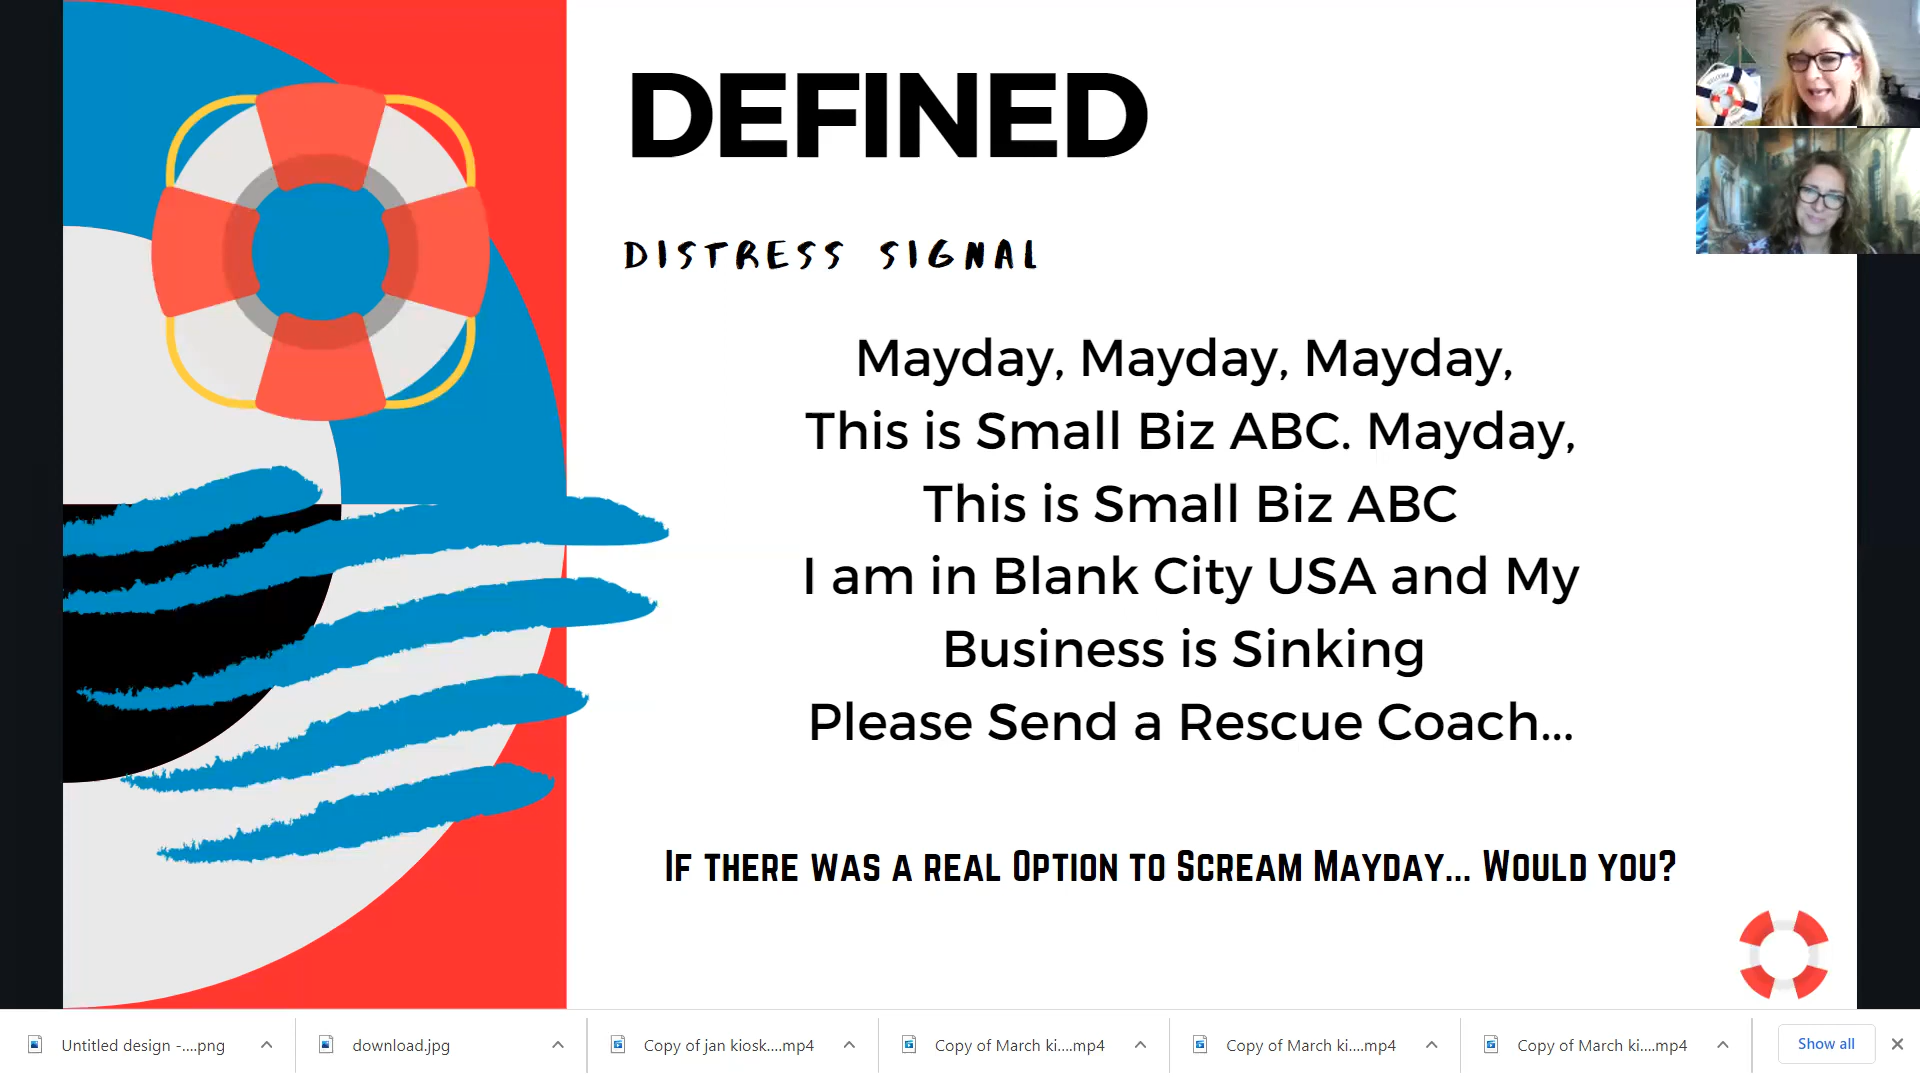 DEFINED
DISTRESS SIGNAL
Mayday, Mayday, Mayday,
This is Small Biz ABC. Mayday,
This is Small Biz ABC
I am in Blank City USA and My
Business is Sinking
Please Send a Rescue Coach...
If there was a real Option to Scream Mayday... Would you?
Untitled design -....png
download.jpg
Copy of jan kiosk....mp4
Copy of March ki....mp4
Copy of March ki....mp4
Copy of March ki....mp4
Show all